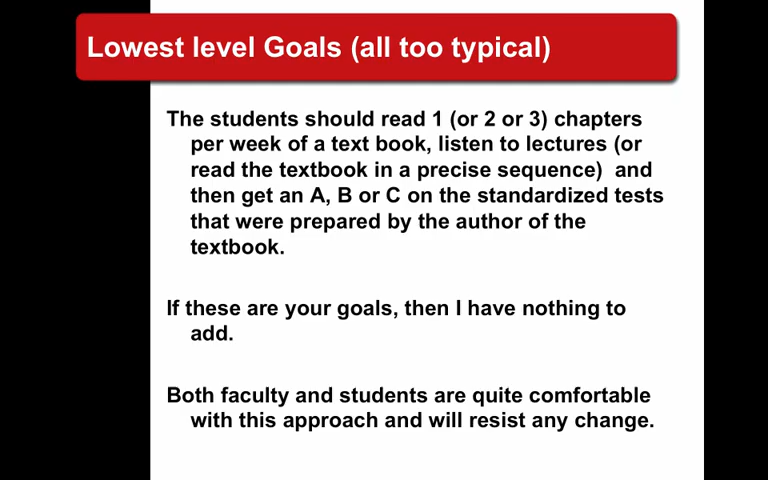 Lowest level Goals (all too typical)
The students should read 1 (or 2 or 3) chapters
per week of a text book, listen to lectures (or
read the textbook in a precise sequence)  and
then get an A, B or C on the standardized tests
that were prepared by the author of the
textbook.
If these are your goals, then I have nothing to
add.
Both faculty and students are quite comfortable
with this approach and will resist any change.